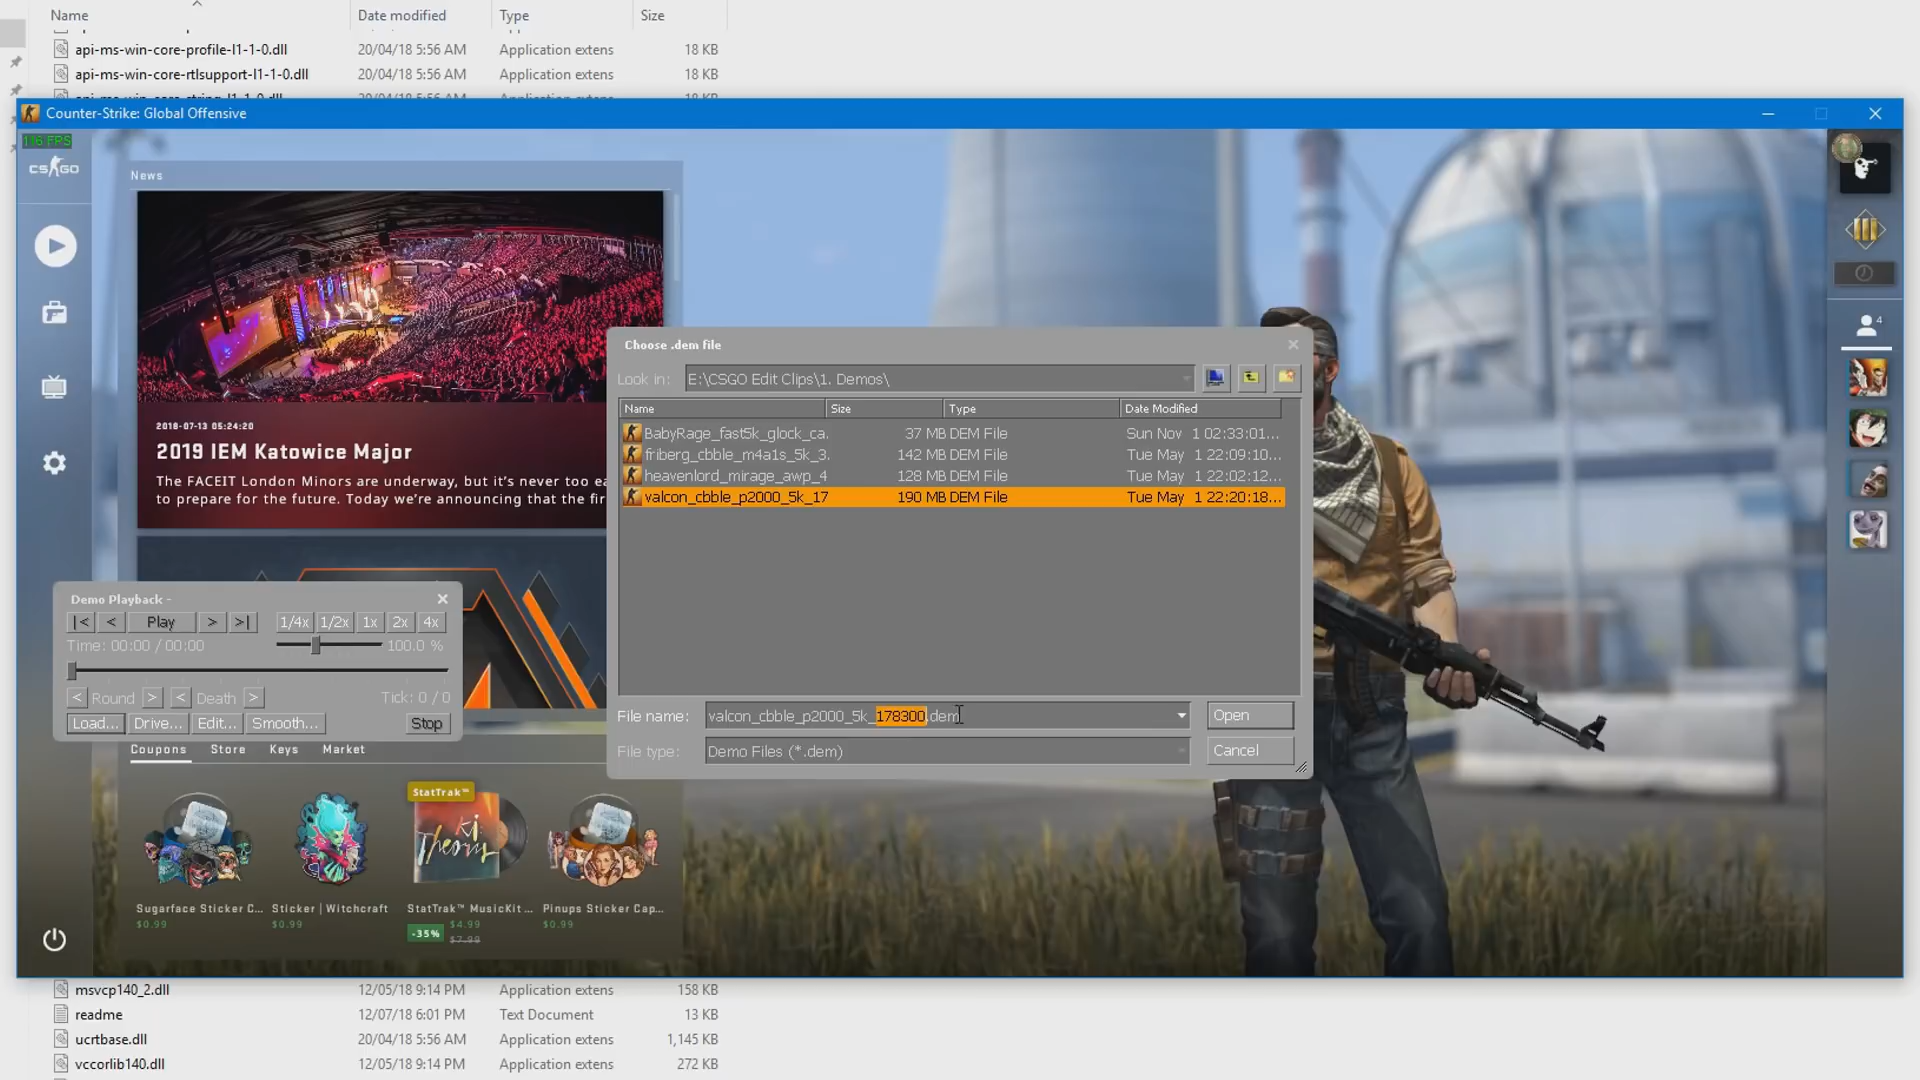 Name Date modified Type Size
api-ms-win-core-profile-l1-1-0.dll 20/04/18 5:56 AM Application extens 18 KB
api-ms-win-core-rtlsupport-l1-1-0.dll 20/04/18 5:56 AM Application extens 18 KB
Counter-Strike: Global Offensive
CS GO
News
2018-07-13 05:24:20
2019 IEM Katowice Major
The FACEIT London Minors are underway, but it's never too ea
to prepare for the future. Today we're announcing that the fir
Choose .dem file
Look in: E:\CSGO Edit Clips\1. Demos\
Name Size Type Date Modified
BabyRage_fast5k_glock_ca. 37 MB DEM File Sun Nov 1 02:33:01...
friberg_cbble_m4a1s_5k_3. 142 MB DEM File Tue May 1 22:09:10...
heavenlord_mirage_awp_4 128 MB DEM File Tue May 1 22:02:12...
valcon_cbble_p2000_5k_17 190 MB DEM File Tue May 1 22:20:18...
File name: valcon_cbble_p2000_5k_178300.dem Open
File type: Demo Files (*.dem) Cancel
4
Demo Playback -
|< < Play > >| 1/4x 1/2x 1x 2x 4x
Time: 00:00 / 00:00 100.0 %
< Round > < Death > Tick: 0 / 0
Load... Drive... Edit... Smooth... Stop
Coupons Store Keys Market
StatTrak™
Ki:
Theory
Sugarface Sticker C... Sticker | Witchcraft StatTrak™ MusicKit ... Pinups Sticker Cap...
$0.99 $0.99 -35% $4.99 $7.99 $0.99
msvcp140_2.dll 12/05/18 9:14 PM Application extens 158 KB
readme 12/07/18 6:01 PM Text Document 13 KB
ucrtbase.dll 20/04/18 5:56 AM Application extens 1,145 KB
vccorlib140.dll 12/05/18 9:14 PM Application extens 272 KB